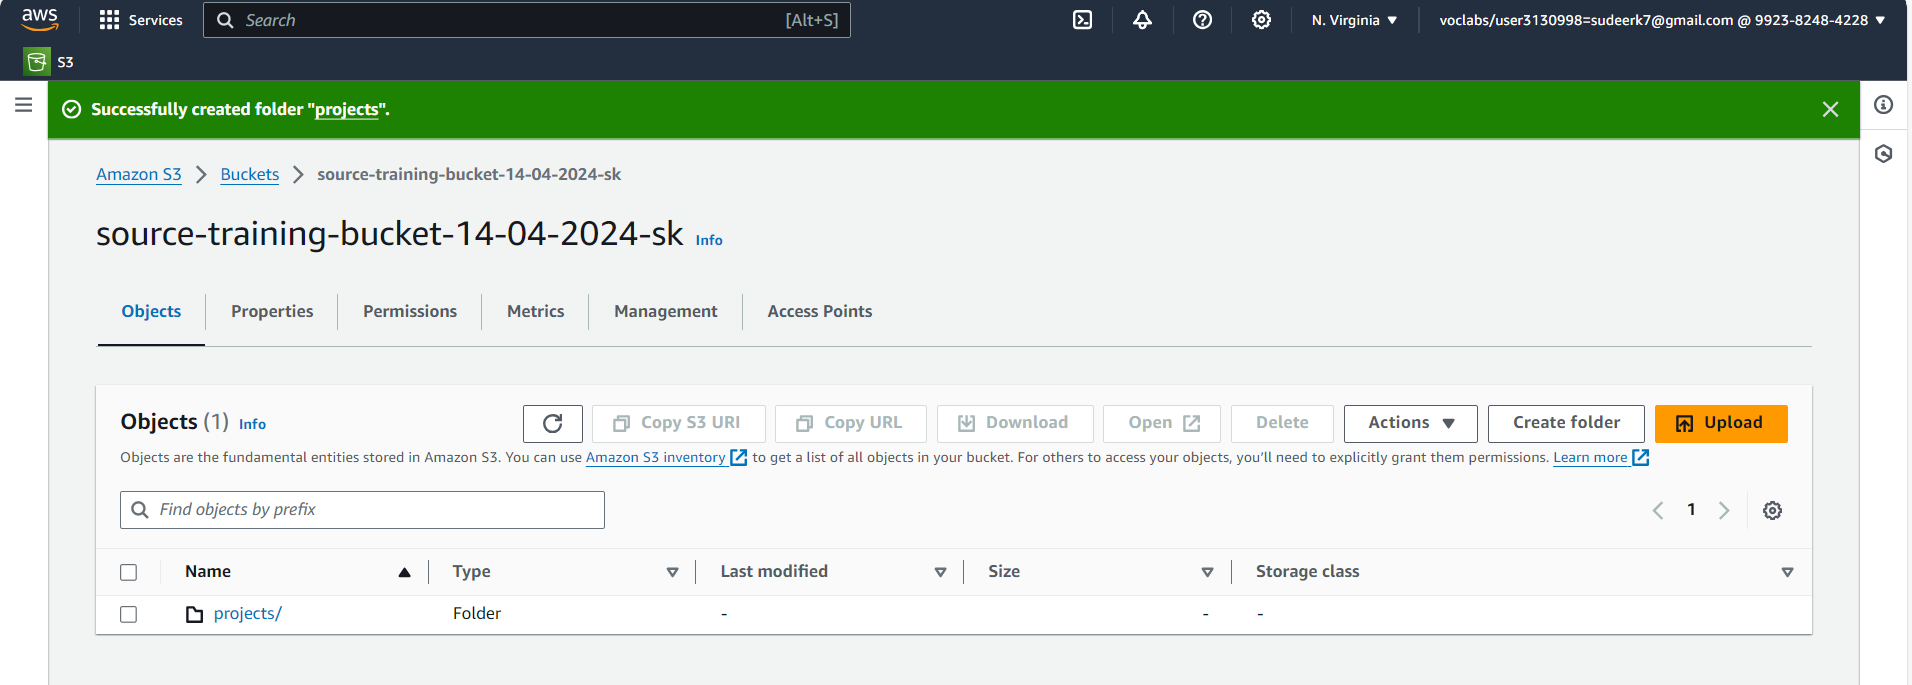 aws Services Search [Alt+S] N. Virginia ▼ voclabs/user3130998=sudeerk7@gmail.com @ 9923-8248-4228 ▼
S3
Successfully created folder "projects".
Amazon S3 > Buckets > source-training-bucket-14-04-2024-sk
source-training-bucket-14-04-2024-sk Info
Objects Properties Permissions Metrics Management Access Points
Objects (1) Info Copy S3 URI Copy URL Download Open Delete Actions ▼ Create folder Upload
Objects are the fundamental entities stored in Amazon S3. You can use Amazon S3 inventory to get a list of all objects in your bucket. For others to access your objects, you'll need to explicitly grant them permissions. Learn more
Find objects by prefix < 1 >
Name Type Last modified Size Storage class
projects/ Folder - - -